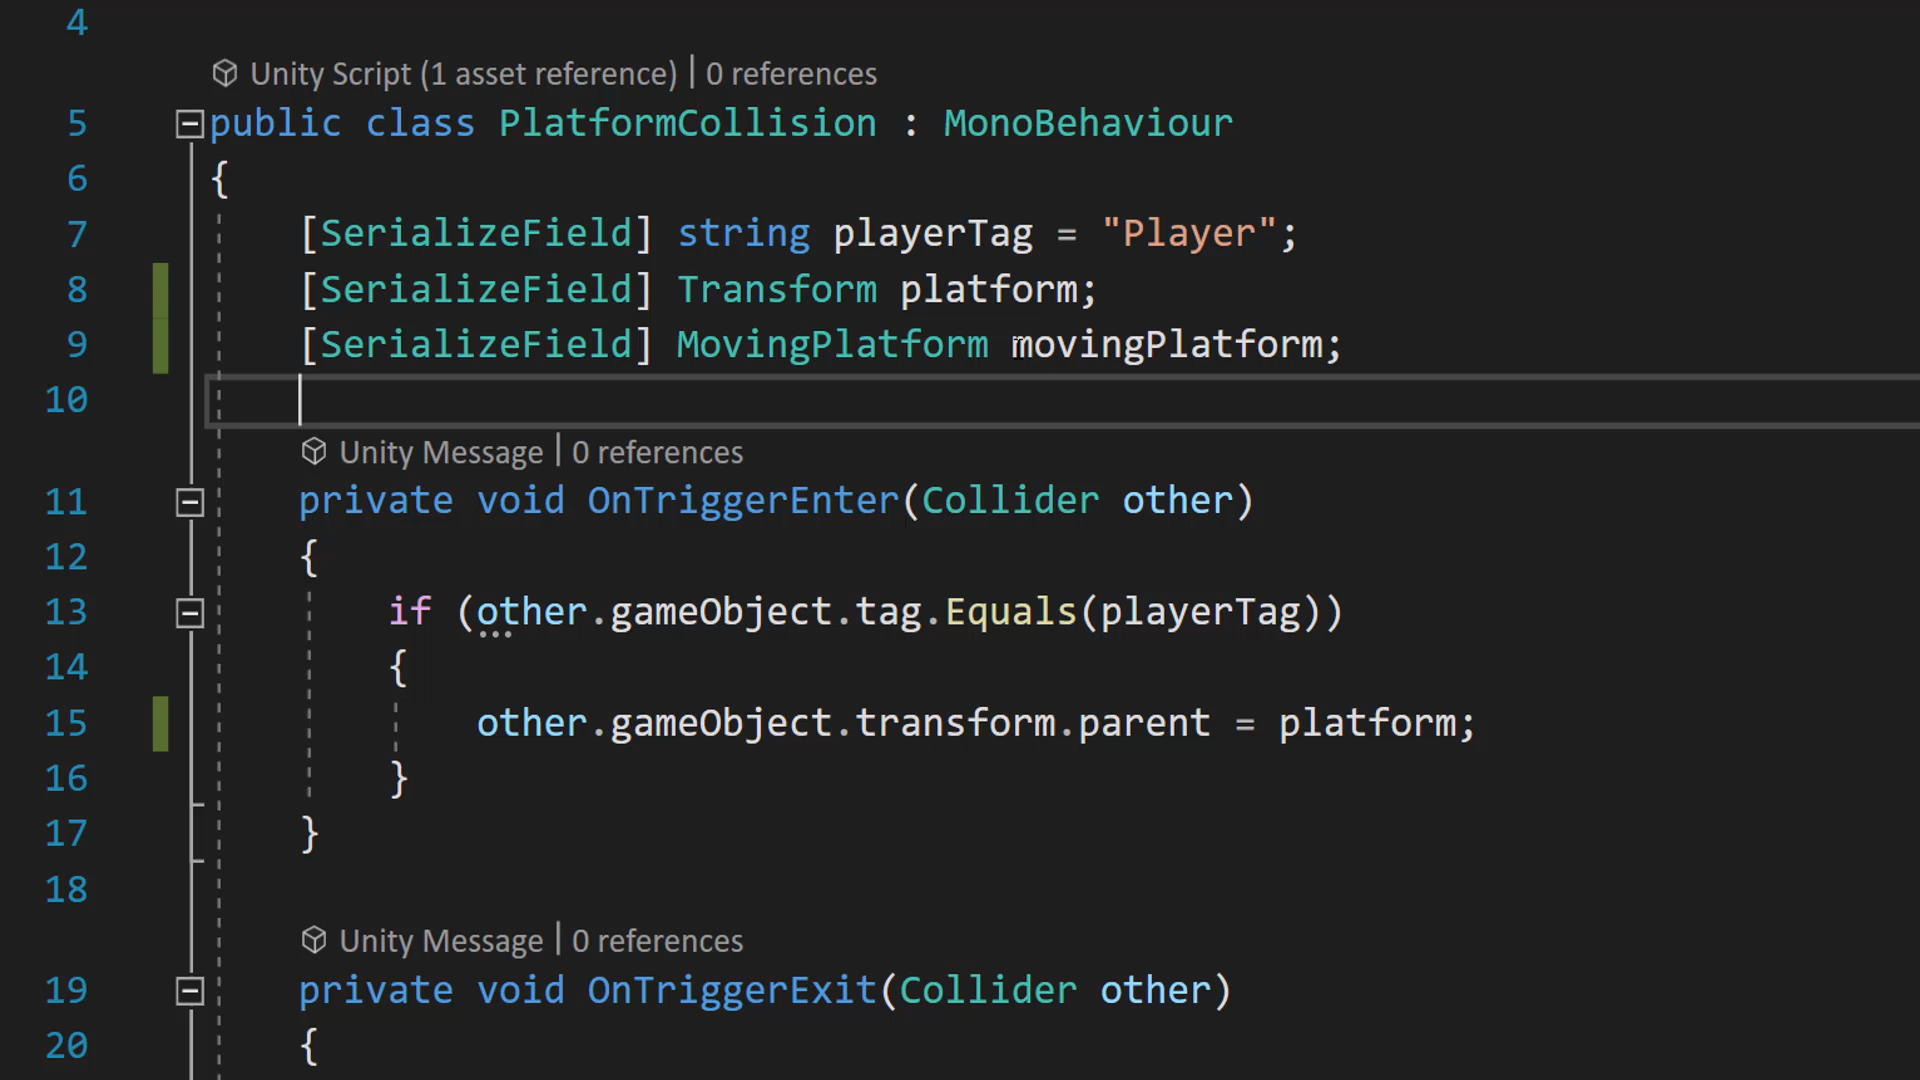 4
Unity Script (1 asset reference) | 0 references
5 public class PlatformCollision : MonoBehaviour
6 {
7 [SerializeField] string playerTag = "Player";
8 [SerializeField] Transform platform;
9 [SerializeField] MovingPlatform movingPlatform;
10
Unity Message | 0 references
11 private void OnTriggerEnter(Collider other)
12 {
13 if (other.gameObject.tag.Equals(playerTag))
14 {
15 other.gameObject.transform.parent = platform;
16 }
17 }
18
Unity Message | 0 references
19 private void OnTriggerExit(Collider other)
20 {